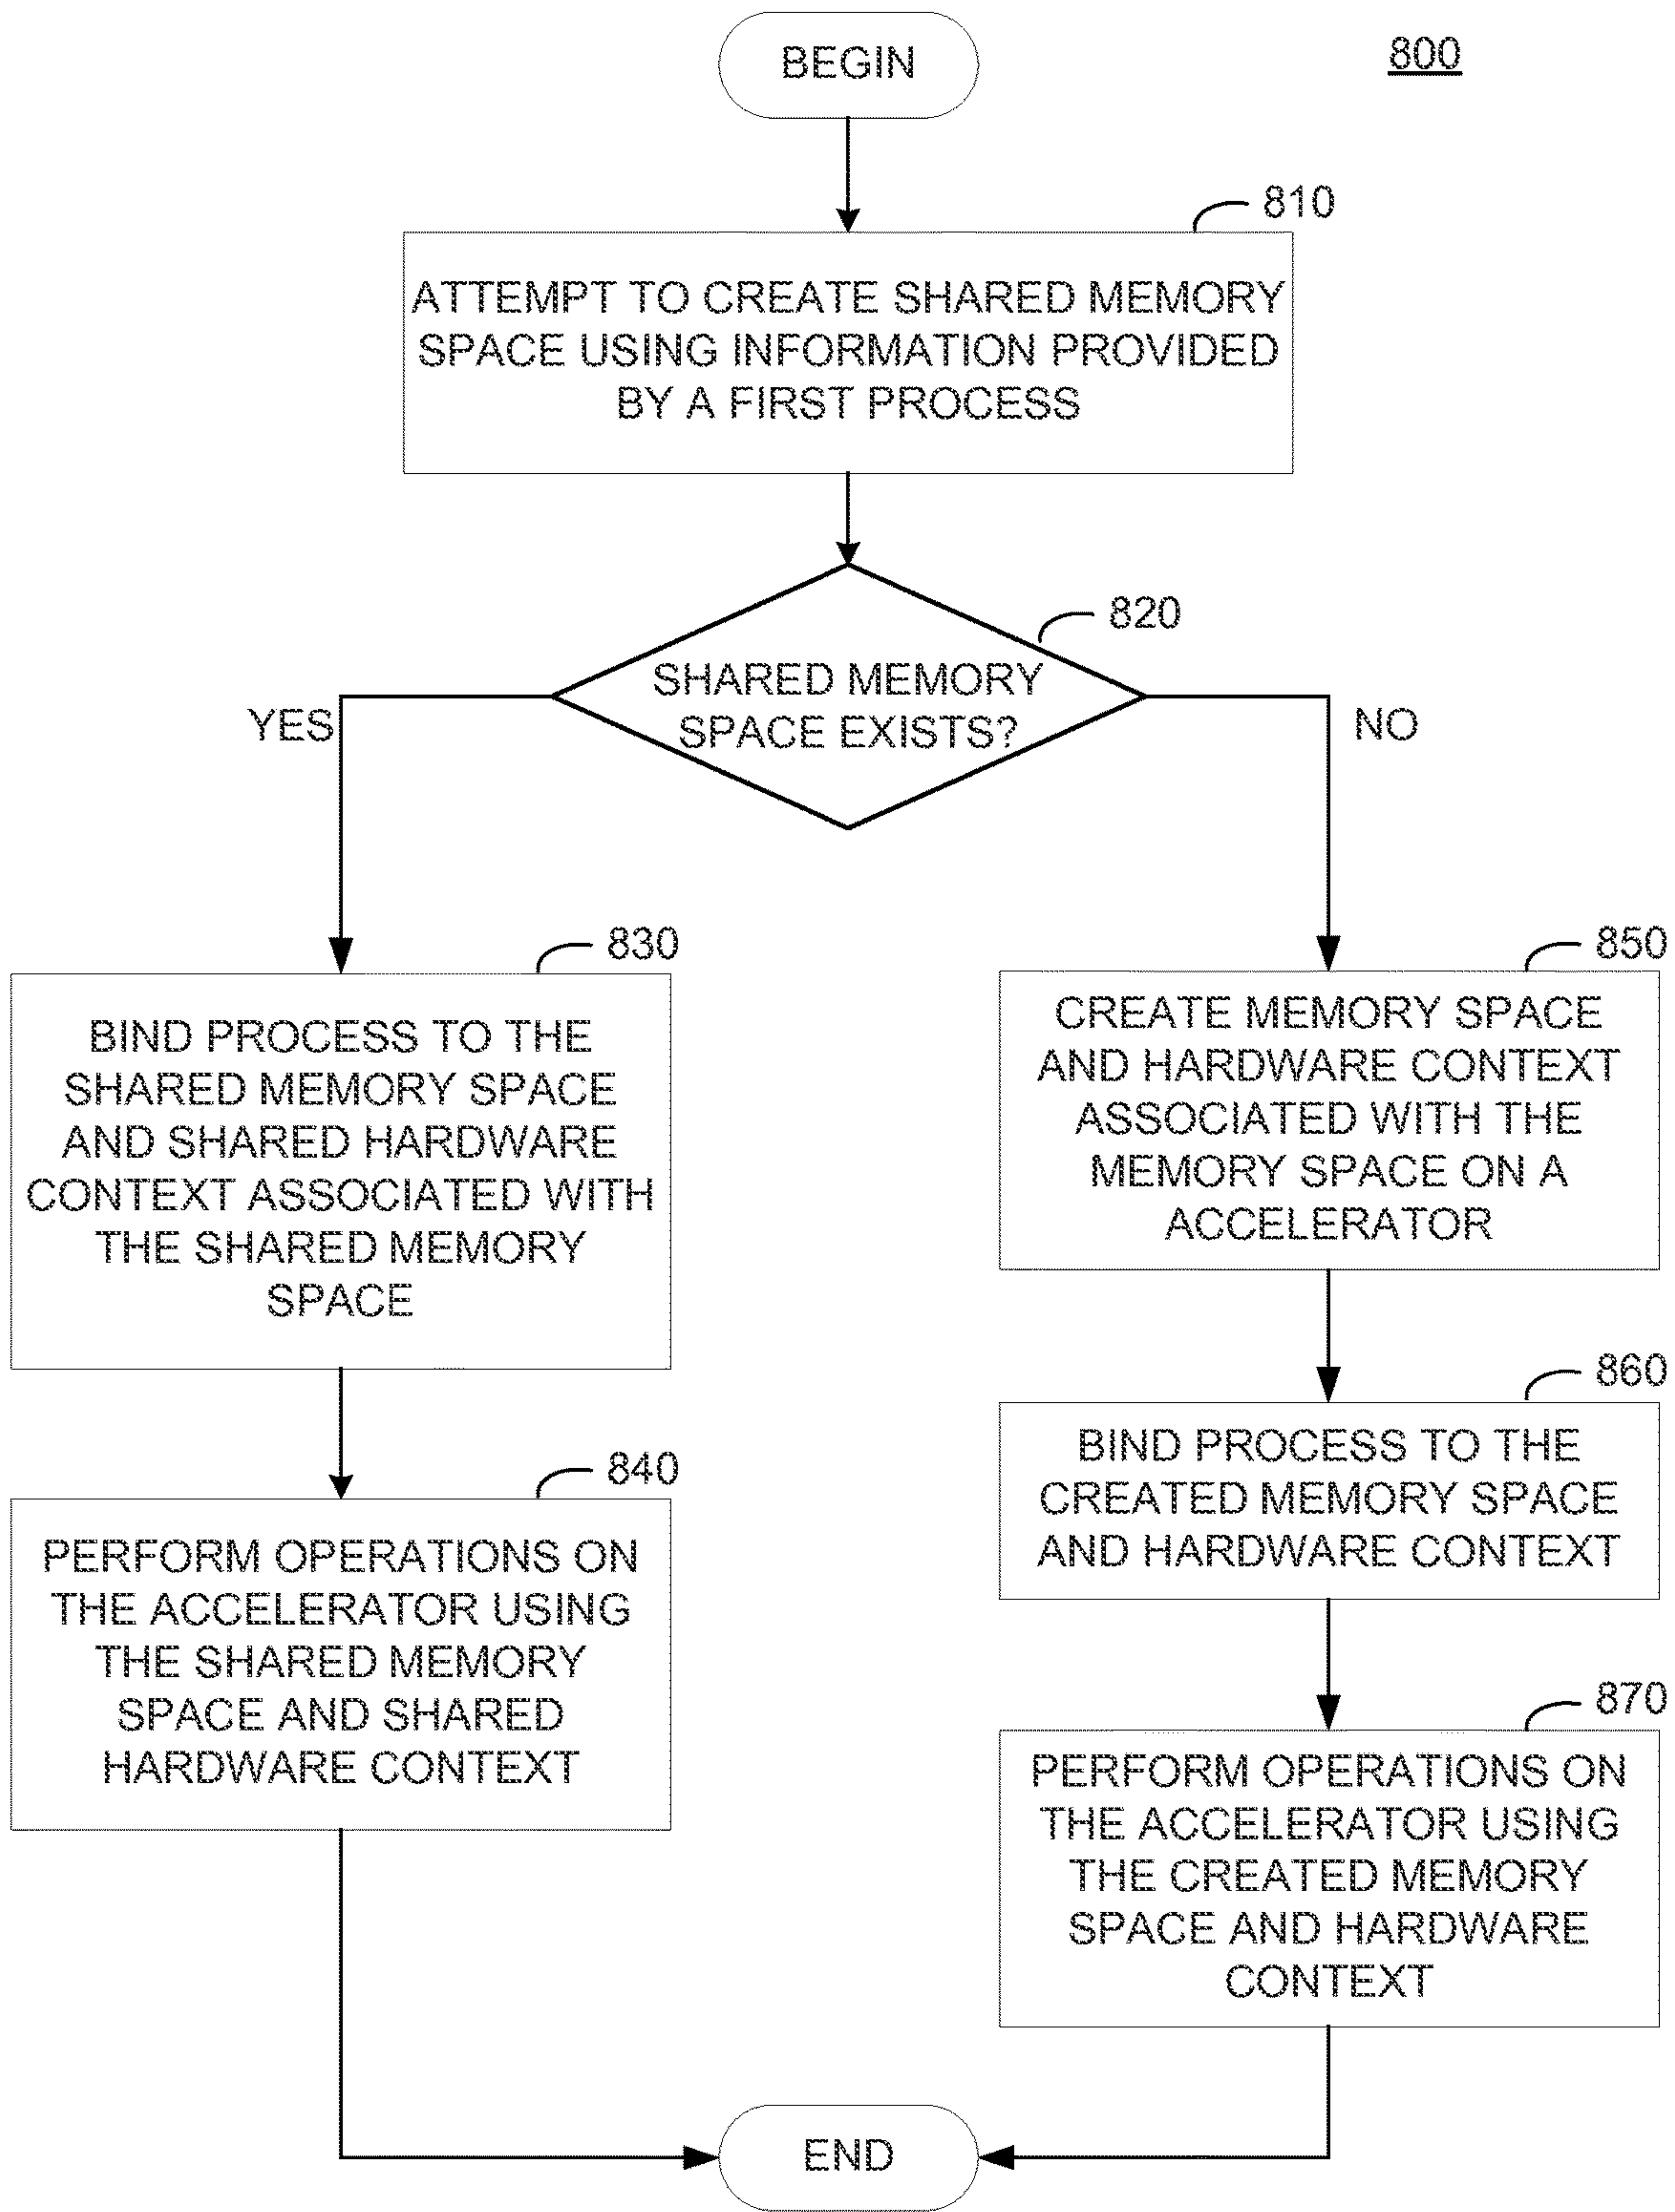 BEGIN
800
810
ATTEMPT TO CREATE SHARED MEMORY
SPACE USING INFORMATION PROVIDED
BY A FIRST PROCESS
820
SHARED MEMORY
SPACE EXISTS?
YES
NO
830
BIND PROCESS TO THE
SHARED MEMORY SPACE
AND SHARED HARDWARE
CONTEXT ASSOCIATED WITH
THE SHARED MEMORY
SPACE
840
PERFORM OPERATIONS ON
THE ACCELERATOR USING
THE SHARED MEMORY
SPACE AND SHARED
HARDWARE CONTEXT
850
CREATE MEMORY SPACE
AND HARDWARE CONTEXT
ASSOCIATED WITH THE
MEMORY SPACE ON A
ACCELERATOR
860
BIND PROCESS TO THE
CREATED MEMORY SPACE
AND HARDWARE CONTEXT
870
PERFORM OPERATIONS ON
THE ACCELERATOR USING
THE CREATED MEMORY
SPACE AND HARDWARE
CONTEXT
END